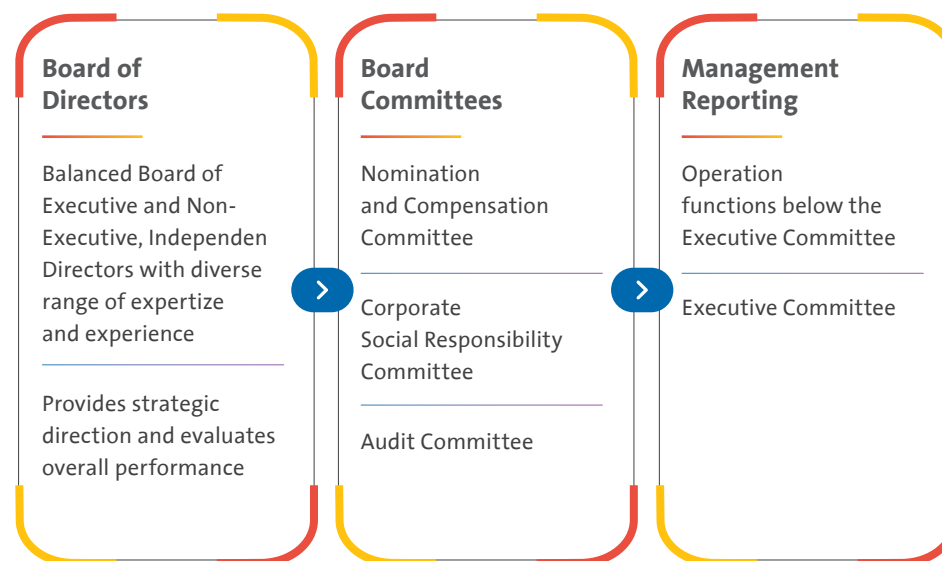 Board of
Directors
Balanced Board of
Executive and Non-
Executive, Independen
Directors with diverse
range of expertize
and experience
Provides strategic
direction and evaluates
overall performance
Board
Committees
Nomination
and Compensation
Committee
Corporate
Social Responsibility
Committee
Audit Committee
Management
Reporting
Operation
functions below the
Executive Committee
Executive Committee